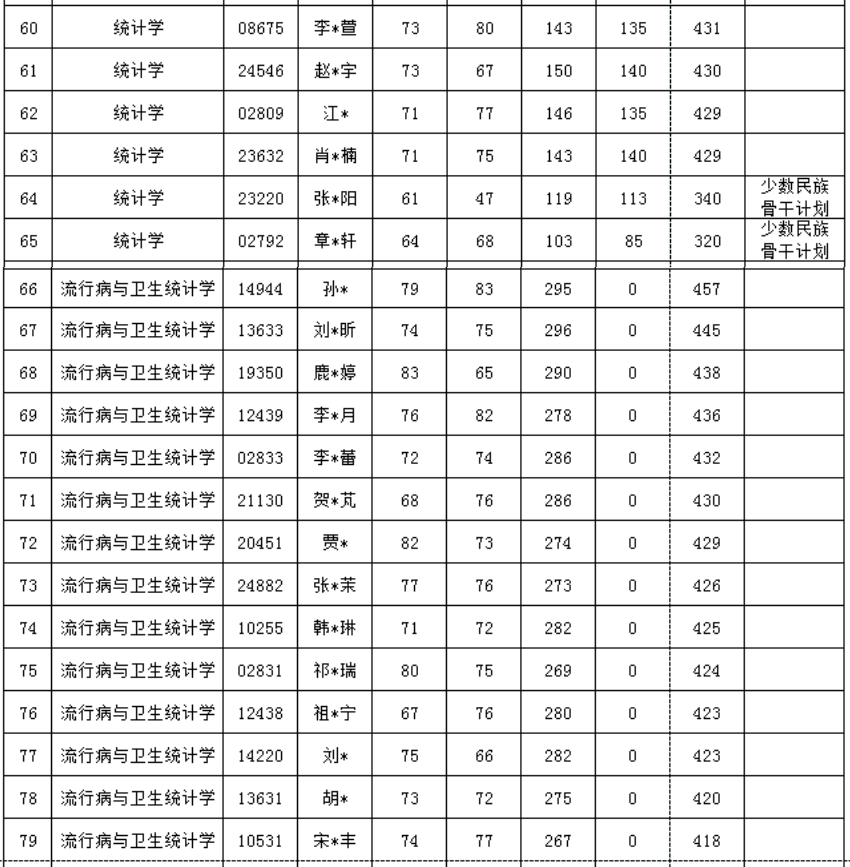 60 统计学 08675 李*萱 73 80 143 135 431
61 统计学 24546 赵*宇 73 67 150 140 430
62 统计学 02809 江* 71 77 146 135 429
63 统计学 23632 肖*楠 71 75 143 140 429
64 统计学 23220 张*阳 61 47 119 113 340 少数民族
骨干计划
65 统计学 02792 章*轩 64 68 103 85 320 少数民族
骨干计划
66 流行病与卫生统计学 14944 孙* 79 83 295 0 457
67 流行病与卫生统计学 13633 刘*昕 74 75 296 0 445
68 流行病与卫生统计学 19350 鹿*婷 83 65 290 0 438
69 流行病与卫生统计学 12439 李*月 76 82 278 0 436
70 流行病与卫生统计学 02833 李*蕾 72 74 286 0 432
71 流行病与卫生统计学 21130 贺*芃 68 76 286 0 430
72 流行病与卫生统计学 20451 贾* 82 73 274 0 429
73 流行病与卫生统计学 24882 张*茉 77 76 273 0 426
74 流行病与卫生统计学 10255 韩*琳 71 72 282 0 425
75 流行病与卫生统计学 02831 祁*瑞 80 75 269 0 424
76 流行病与卫生统计学 12438 祖*宁 67 76 280 0 423
77 流行病与卫生统计学 14220 刘* 75 66 282 0 423
78 流行病与卫生统计学 13631 胡* 73 72 275 0 420
79 流行病与卫生统计学 10531 宋*丰 74 77 267 0 418